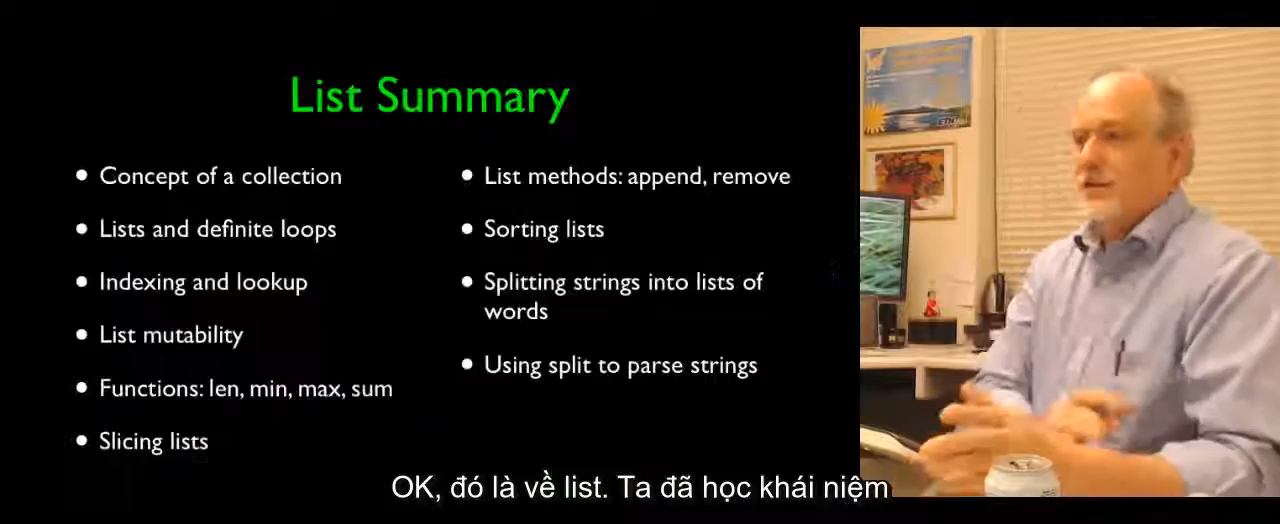 List Summary
Concept of a collection
Lists and definite loops
Indexing and lookup
List mutability
Functions: len, min, max, sum
Slicing lists
List methods: append, remove
Sorting lists
Splitting strings into lists of
words
Using split to parse strings
OK, đó là về list. Ta đã học khái niệm